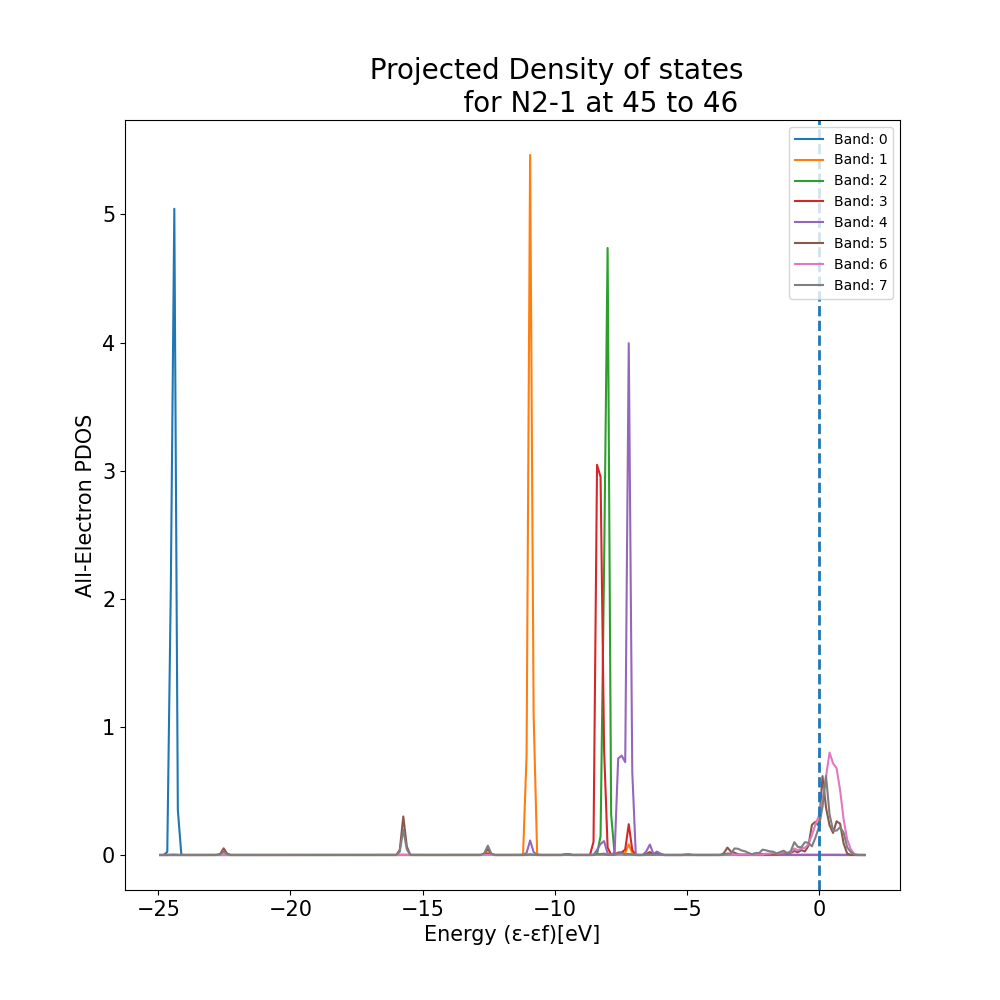 Projected Density of states
for N2-1 at 45 to 46
Band: 0
Band: 1
Band: 2
Band: 3
Band: 4
Band: 5
Band: 6
Band: 7
5
4
3
2
1
0
All-Electron PDOS
−25
−20
−15
−10
−5
0
Energy (ε-εf)[eV]